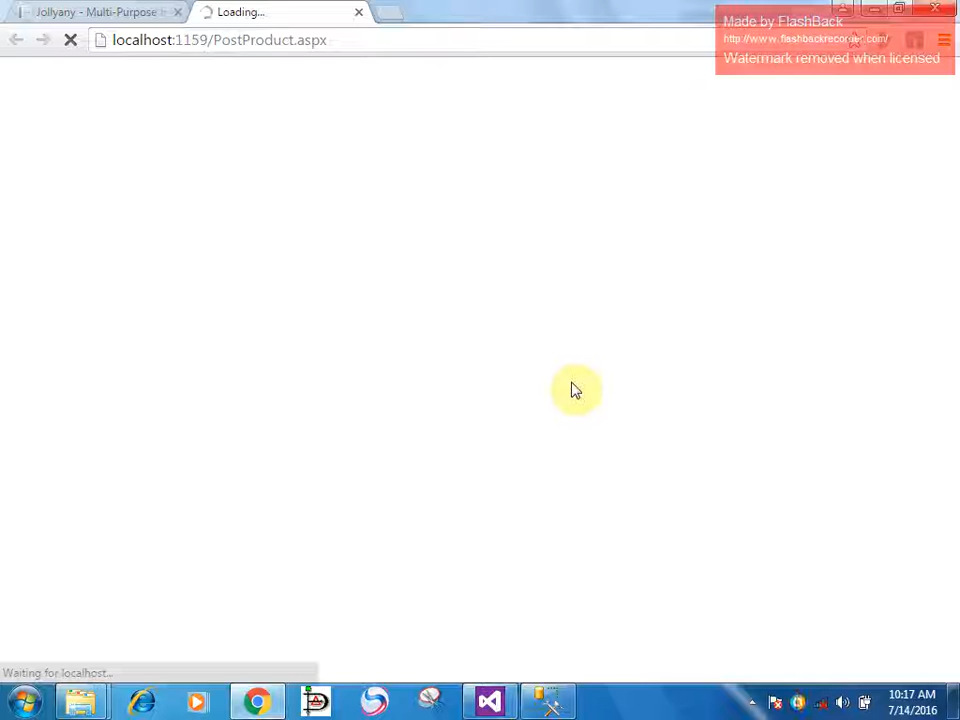 Jollyany - Multi-Purpose
Loading...
localhost:1159/PostProduct.aspx
Made by FlashBack
http://www.flashbackrecorder.com/
Watermark removed when licensed
Waiting for localhost...
10:17 AM
7/14/2016